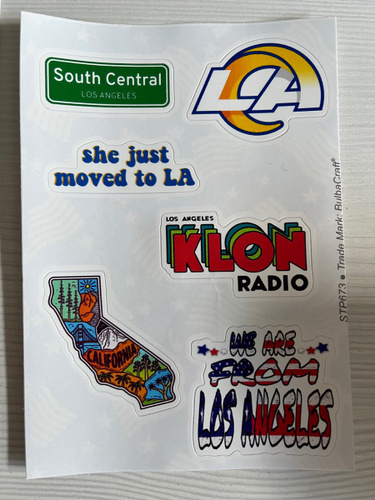 South Central
LOS ANGELES
LA
she just
moved to LA
LOS ANGELES
KLON
RADIO
CALIFORNIA
WE ARE
FROM
LOS ANGELES
STP673 ● Trade Mark: BulbaCraft®